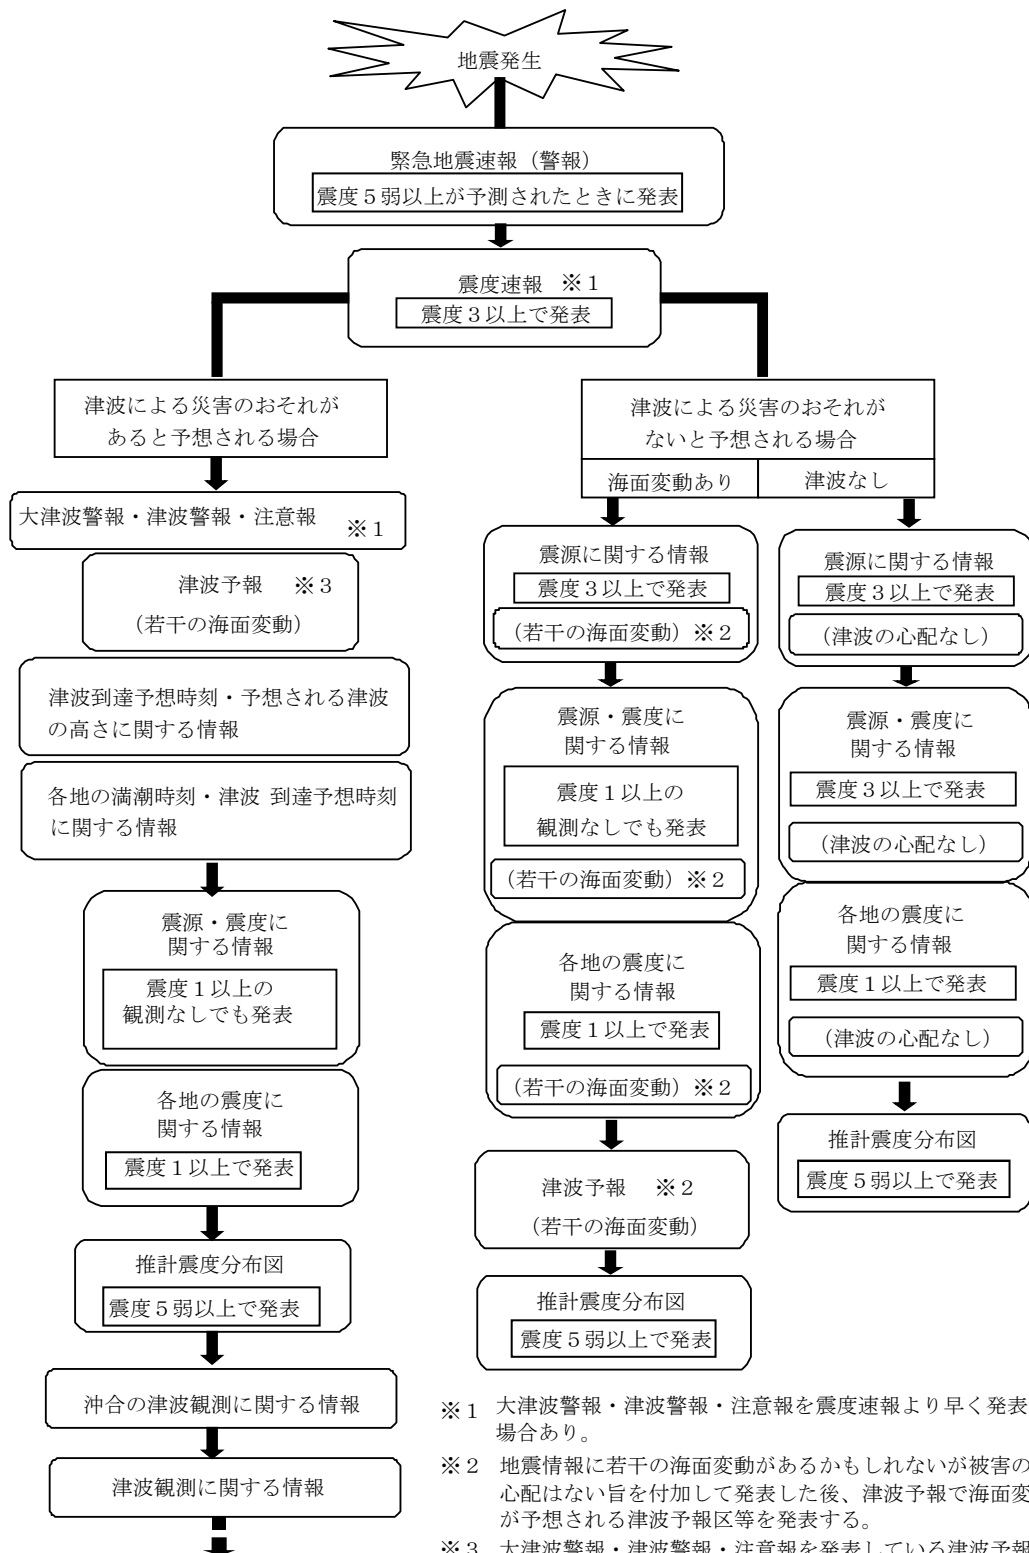 地震発生
緊急地震速報（警報）
震度５弱以上が予測されたときに発表
震度速報　※１
震度３以上で発表
津波による災害のおそれが
あると予想される場合
大津波警報・津波警報・注意報　※１
津波予報　※３
（若干の海面変動）
津波到達予想時刻・予想される津波
の高さに関する情報
各地の満潮時刻・津波 到達予想時刻
に関する情報
震源・震度に
関する情報
震度１以上の
観測なしでも発表
各地の震度に
関する情報
震度１以上で発表
推計震度分布図
震度５弱以上で発表
沖合の津波観測に関する情報
津波観測に関する情報
津波による災害のおそれが
ないと予想される場合
海面変動あり
津波なし
震源に関する情報
震度３以上で発表
（若干の海面変動）※２
震源・震度に
関する情報
震度１以上の
観測なしでも発表
（若干の海面変動）※２
各地の震度に
関する情報
震度１以上で発表
（若干の海面変動）※２
津波予報　※２
（若干の海面変動）
推計震度分布図
震度５弱以上で発表
震源に関する情報
震度３以上で発表
（津波の心配なし）
震源・震度に
関する情報
震度３以上で発表
（津波の心配なし）
各地の震度に
関する情報
震度１以上で発表
（津波の心配なし）
推計震度分布図
震度５弱以上で発表
※１　大津波警報・津波警報・注意報を震度速報より早く発表
場合あり。
※２　地震情報に若干の海面変動があるかもしれないが被害の
心配はない旨を付加して発表した後、津波予報で海面変
が予想される津波予報区等を発表する。
※３　大津波警報・津波警報・注意報を発表している津波予報